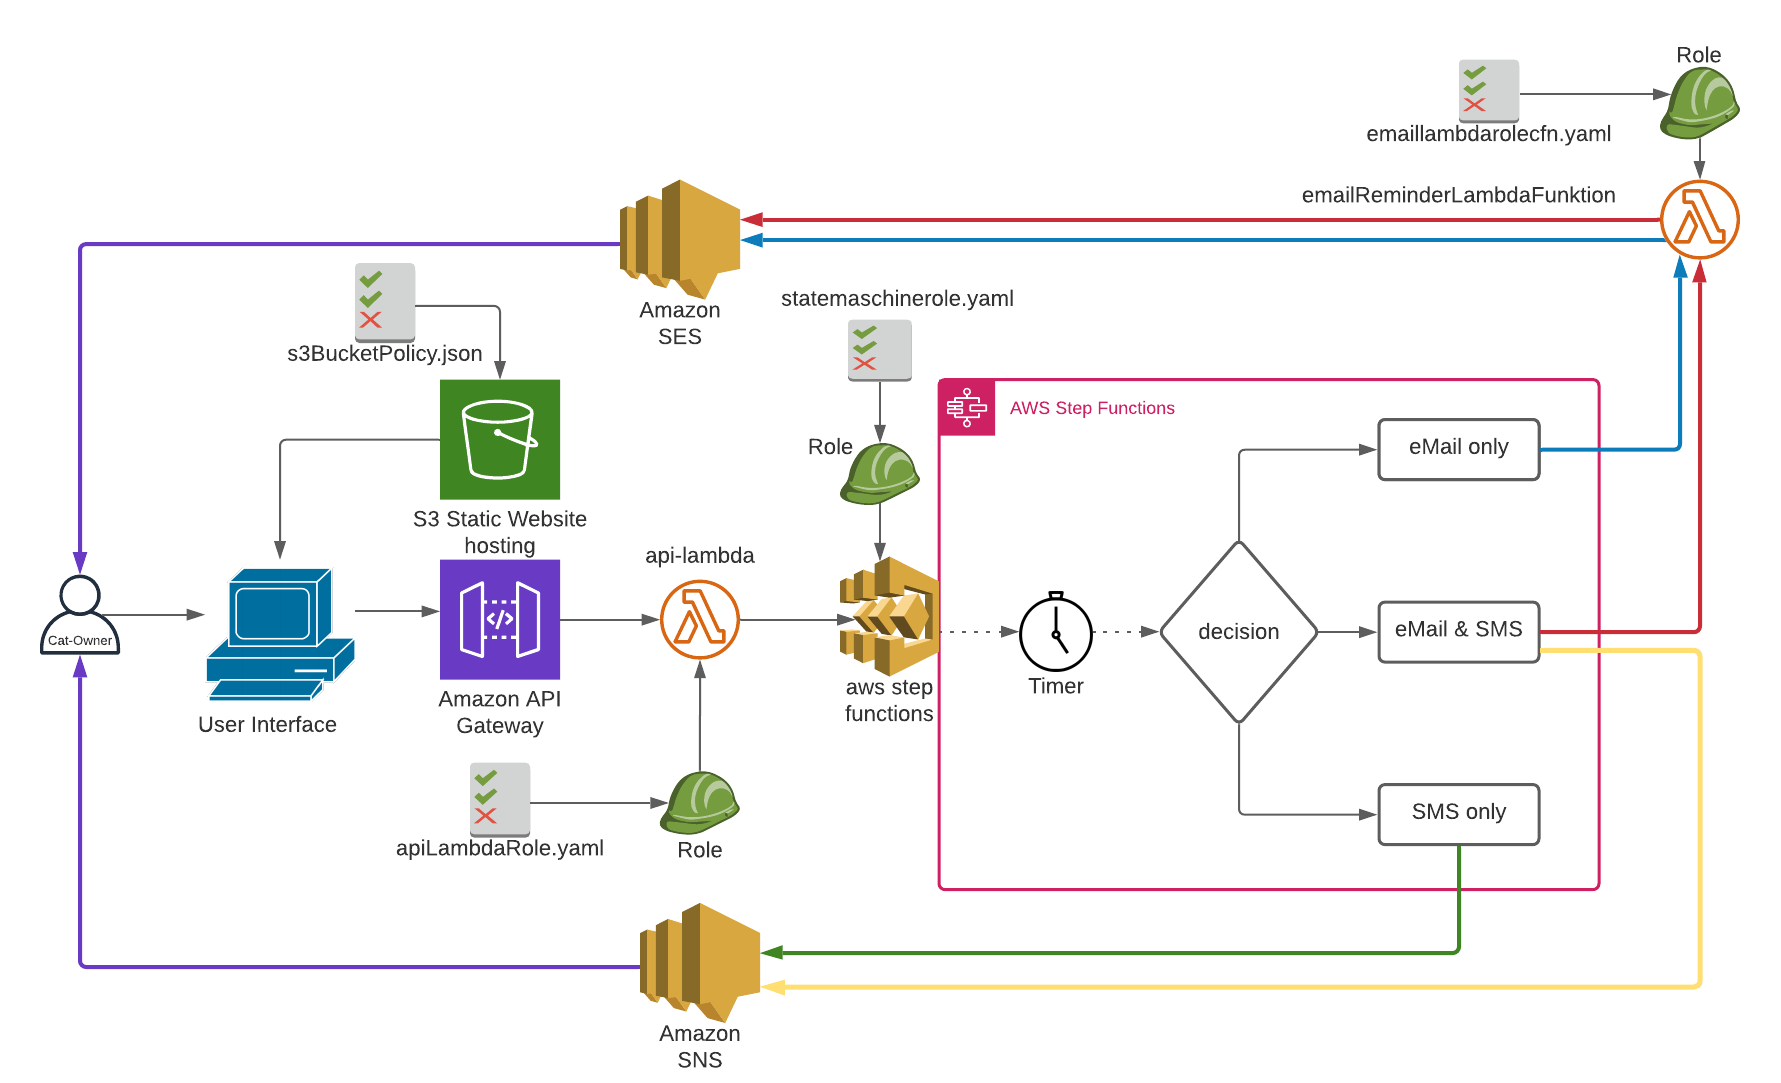 Role
emaillambdarolecfn.yaml
emailReminderLambdaFunktion
Amazon
SES
statemaschinerole.yaml
s3BucketPolicy.json
AWS Step Functions
Role
eMail only
S3 Static Website
hosting
api-lambda
Cat-Owner
decision
eMail & SMS
Timer
User Interface
Amazon API
Gateway
aws step
functions
SMS only
apiLambdaRole.yaml
Role
Amazon
SNS